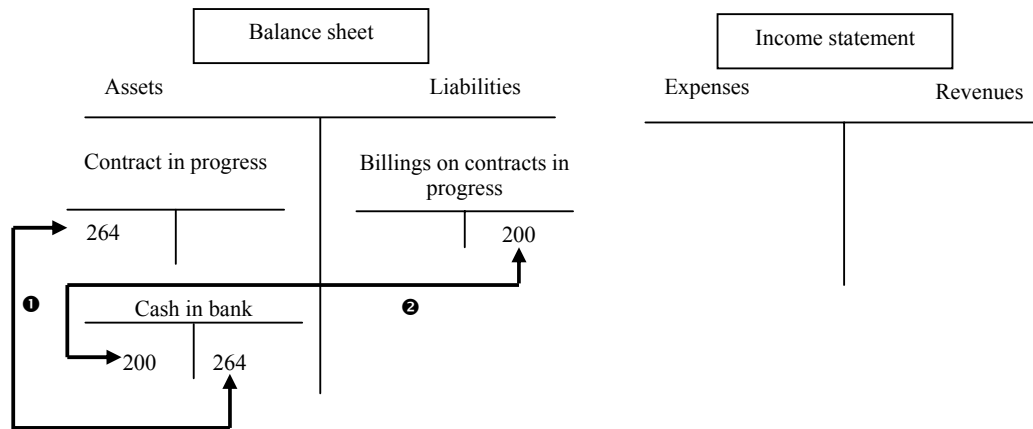 Balance sheet
Income statement
Assets Liabilities
Expenses Revenues
Contract in progress
Billings on contracts in
progress
264
200
❶
❷
Cash in bank
200 264